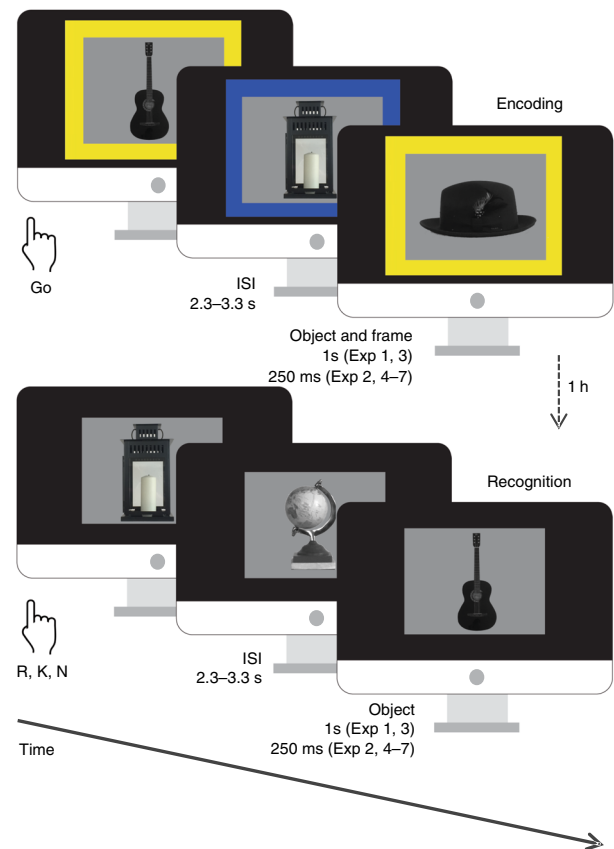 Encoding
Go
ISI
2.3–3.3 s
Object and frame
1s (Exp 1, 3)
250 ms (Exp 2, 4–7)
1 h
Recognition
R, K, N
ISI
2.3–3.3 s
Object
1s (Exp 1, 3)
250 ms (Exp 2, 4–7)
Time